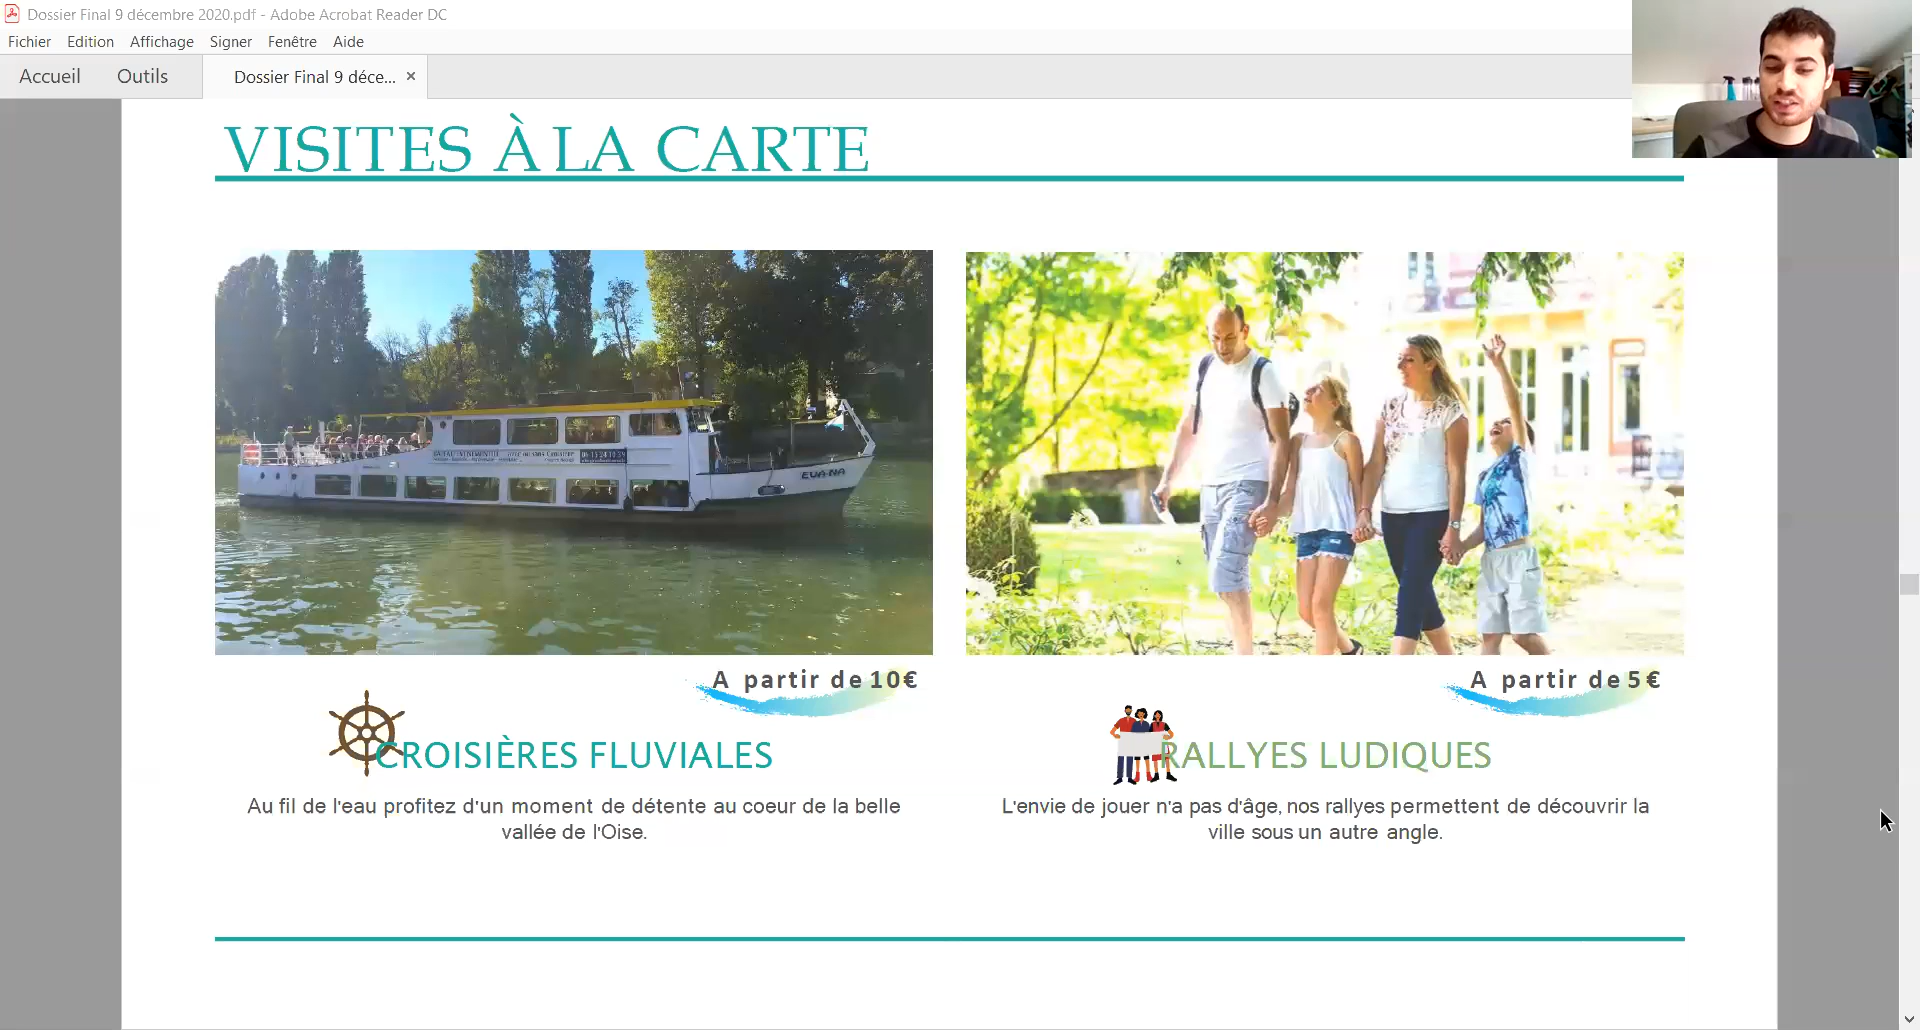 Dossier Final 9 décembre 2020.pdf - Adobe Acrobat Reader DC
Fichier Edition Affichage Signer Fenêtre Aide
Accueil Outils Dossier Final 9 déce... ×
VISITES À LA CARTE
EVANA
A partir de 10€
A partir de 5€
CROISIÈRES FLUVIALES
Au fil de l'eau profitez d'un moment de détente au coeur de la belle
vallée de l'Oise.
RALLYES LUDIQUES
L'envie de jouer n'a pas d'âge, nos rallyes permettent de découvrir la
ville sous un autre angle.